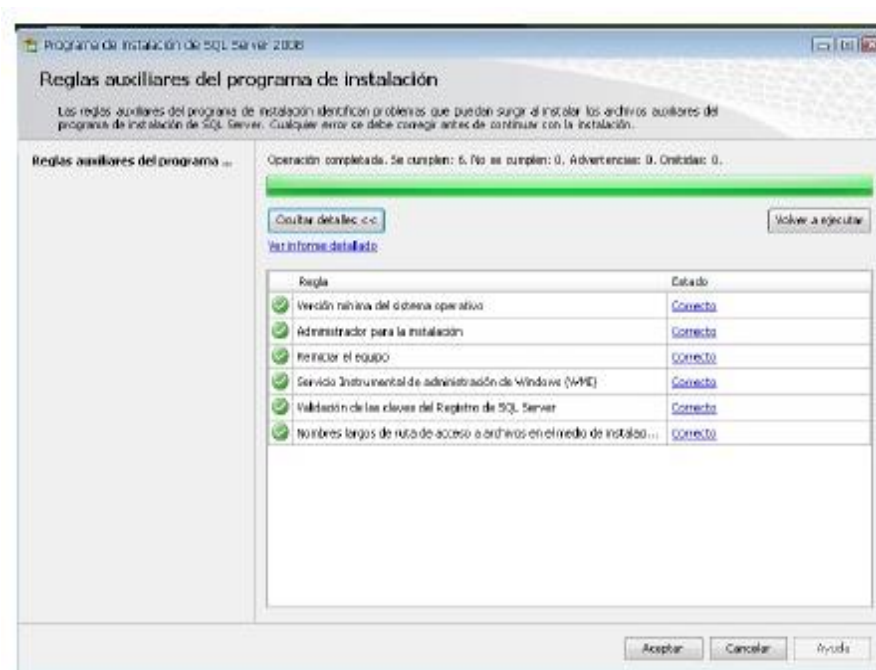 Programa de instalación de SQL Server 2008
Reglas auxiliares del programa de instalación
Las reglas auxiliares del programa de instalación identifican problemas que puedan surgir al instalar los archivos auxiliares del
programa de instalación de SQL Server. Cualquier error se debe corregir antes de continuar con la instalación.
Reglas auxiliares del programa ...
Operación completada. Se cumplen: 6. No se cumplen: 0. Advertencias: 0. Omitidas: 0.
Ocultar detalles <<
Volver a ejecutar
Ver informe detallado
Regla Estado
Versión mínima del sistema operativo Correcto
Administrador para la instalación Correcto
Reiniciar el equipo Correcto
Servicio Instrumental de administración de Windows (WMI) Correcto
Validación de las claves del Registro de SQL Server Correcto
Nombres largos de ruta de acceso a archivos en el medio de instalac... Correcto
Aceptar Cancelar Ayuda